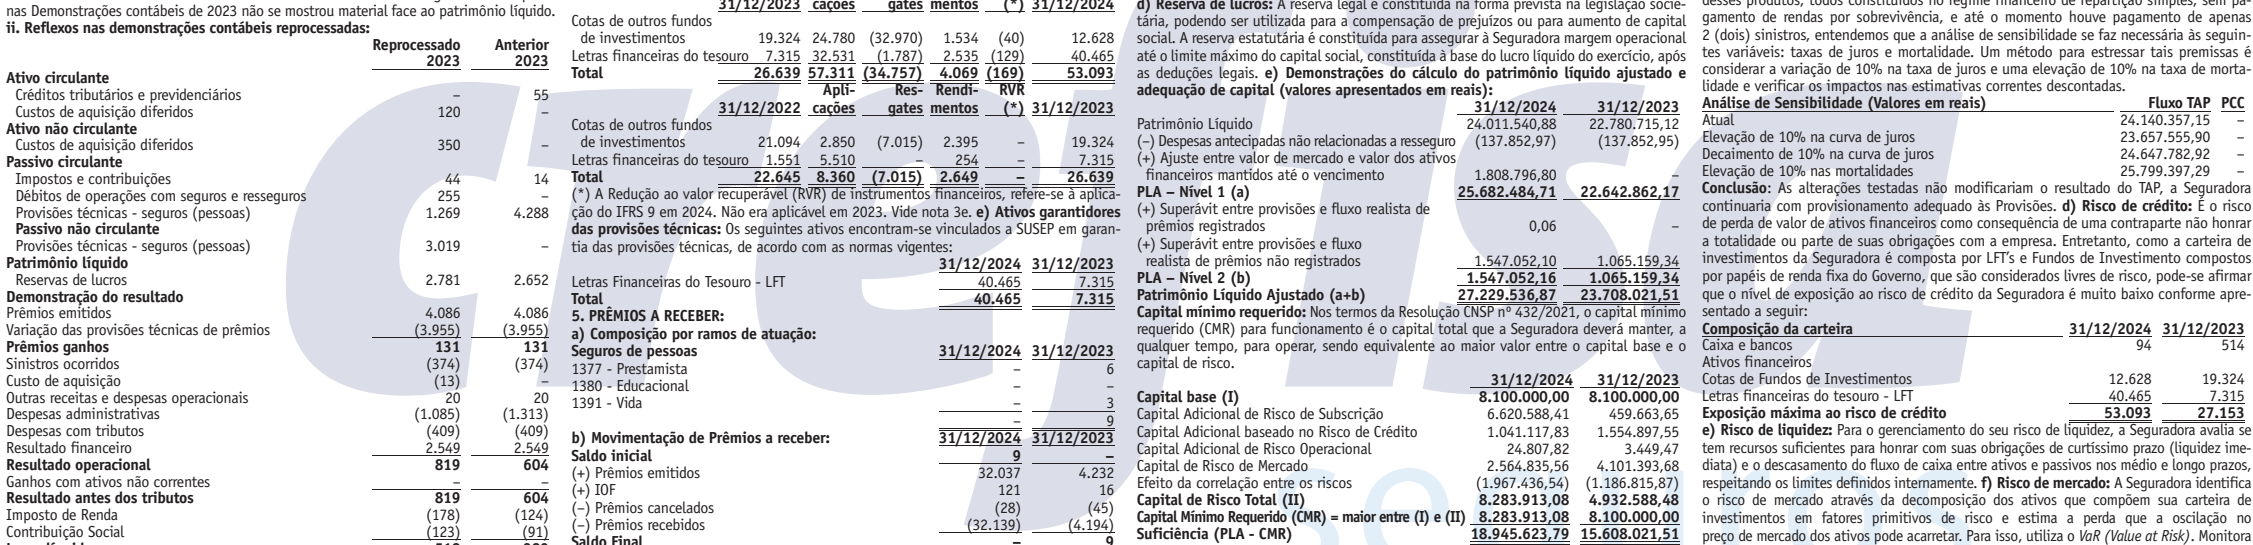 nas Demonstrações contábeis de 2023 não se mostrou material face ao patrimônio líquido.
ii. Reflexos nas demonstrações contábeis reprocessadas:
Reprocessado Anterior
2023 2023
Ativo circulante
Créditos tributários e previdenciários – 55
Custos de aquisição diferidos 120 –
Ativo não circulante
Custos de aquisição diferidos 350 –
Passivo circulante
Impostos e contribuições 44 14
Débitos de operações com seguros e resseguros 255 –
Provisões técnicas - seguros (pessoas) 1.269 4.288
Passivo não circulante
Provisões técnicas - seguros (pessoas) 3.019 –
Patrimônio líquido
Reservas de lucros 2.781 2.652
Demonstração do resultado
Prêmios emitidos 4.086 4.086
Variação das provisões técnicas de prêmios (3.955) (3.955)
Prêmios ganhos 131 131
Sinistros ocorridos (374) (374)
Custo de aquisição (13) –
Outras receitas e despesas operacionais 20 20
Despesas administrativas (1.085) (1.313)
Despesas com tributos (409) (409)
Resultado financeiro 2.549 2.549
Resultado operacional 819 604
Ganhos com ativos não correntes – –
Resultado antes dos tributos 819 604
Imposto de Renda (178) (124)
Contribuição Social (123) (91)
31/12/2023 cações gates mentos (*) 31/12/2024
Cotas de outros fundos
de investimentos 19.324 24.780 (32.970) 1.534 (40) 12.628
Letras financeiras do tesouro 7.315 32.531 (1.787) 2.535 (129) 40.465
Total 26.639 57.311 (34.757) 4.069 (169) 53.093
Apli- Res- Rendi- RVR
31/12/2022 cações gates mentos (*) 31/12/2023
Cotas de outros fundos
de investimentos 21.094 2.850 (7.015) 2.395 – 19.324
Letras financeiras do tesouro 1.551 5.510 – 254 – 7.315
Total 22.645 8.360 (7.015) 2.649 – 26.639
(*) A Redução ao valor recuperável (RVR) de instrumentos financeiros, refere-se à aplica-
ção do IFRS 9 em 2024. Não era aplicável em 2023. Vide nota 3e. e) Ativos garantidores
das provisões técnicas: Os seguintes ativos encontram-se vinculados a SUSEP em garan-
tia das provisões técnicas, de acordo com as normas vigentes:
31/12/2024 31/12/2023
Letras Financeiras do Tesouro - LFT 40.465 7.315
Total 40.465 7.315
5. PRÊMIOS A RECEBER:
a) Composição por ramos de atuação:
Seguros de pessoas 31/12/2024 31/12/2023
1377 - Prestamista – 6
1380 - Educacional – –
1391 - Vida – 3
– 9
b) Movimentação de Prêmios a receber: 31/12/2024 31/12/2023
Saldo inicial 9 –
(+) Prêmios emitidos 32.037 4.232
(+) IOF 121 16
(–) Prêmios cancelados (28) (45)
(–) Prêmios recebidos (32.139) (4.194)
Saldo Final – 9
d) Reserva de lucros: A reserva legal é constituída na forma prevista na legislação socie-
tária, podendo ser utilizada para a compensação de prejuízos ou para aumento de capital
social. A reserva estatutária é constituída para assegurar à Seguradora margem operacional
até o limite máximo do capital social, constituída à base do lucro líquido do exercício, após
as deduções legais. e) Demonstrações do cálculo do patrimônio líquido ajustado e
adequação de capital (valores apresentados em reais):
31/12/2024 31/12/2023
Patrimônio Líquido 24.011.540,88 22.780.715,12
(–) Despesas antecipadas não relacionadas a resseguro (137.852,97) (137.852,95)
(+) Ajuste entre valor de mercado e valor dos ativos
financeiros mantidos até o vencimento 1.808.796,80 –
PLA – Nível 1 (a) 25.682.484,71 22.642.862,17
(+) Superávit entre provisões e fluxo realista de
prêmios registrados 0,06 –
(+) Superávit entre provisões e fluxo
realista de prêmios não registrados 1.547.052,10 1.065.159,34
PLA – Nível 2 (b) 1.547.052,16 1.065.159,34
Patrimônio Líquido Ajustado (a+b) 27.229.536,87 23.708.021,51
Capital mínimo requerido: Nos termos da Resolução CNSP nº 432/2021, o capital mínimo
requerido (CMR) para funcionamento é o capital total que a Seguradora deverá manter, a
qualquer tempo, para operar, sendo equivalente ao maior valor entre o capital base e o
capital de risco.
31/12/2024 31/12/2023
Capital base (I) 8.100.000,00 8.100.000,00
Capital Adicional de Risco de Subscrição 6.620.588,41 459.663,65
Capital Adicional baseado no Risco de Crédito 1.041.117,83 1.554.897,55
Capital Adicional de Risco Operacional 24.807,82 3.449,47
Capital de Risco de Mercado 2.564.835,56 4.101.393,68
Efeito da correlação entre os riscos (1.967.436,54) (1.186.815,87)
Capital de Risco Total (II) 8.283.913,08 4.932.588,48
Capital Mínimo Requerido (CMR) = maior entre (I) e (II) 8.283.913,08 8.100.000,00
Suficiência (PLA - CMR) 18.945.623,79 15.608.021,51
desses produtos, todos constituídos no regime financeiro de repartição simples, sem pa-
gamento de rendas por sobrevivência, e até o momento houve pagamento de apenas
2 (dois) sinistros, entendemos que a análise de sensibilidade se faz necessária às seguin-
tes variáveis: taxas de juros e mortalidade. Um método para estressar tais premissas é
considerar a variação de 10% na taxa de juros e uma elevação de 10% na taxa de morta-
lidade e verificar os impactos nas estimativas correntes descontadas.
Análise de Sensibilidade (Valores em reais) Fluxo TAP PCC
Atual 24.140.357,15 –
Elevação de 10% na curva de juros 23.657.555,90 –
Decaimento de 10% na curva de juros 24.647.782,92 –
Elevação de 10% nas mortalidades 25.799.397,29 –
Conclusão: As alterações testadas não modificariam o resultado do TAP, a Seguradora
continuaria com provisionamento adequado às Provisões. d) Risco de crédito: É o risco
de perda de valor de ativos financeiros como consequência de uma contraparte não honrar
a totalidade ou parte de suas obrigações com a empresa. Entretanto, como a carteira de
investimentos da Seguradora é composta por LFT's e Fundos de Investimento compostos
por papéis de renda fixa do Governo, que são considerados livres de risco, pode-se afirmar
que o nível de exposição ao risco de crédito da Seguradora é muito baixo conforme apre-
sentado a seguir:
Composição da carteira 31/12/2024 31/12/2023
Caixa e bancos 94 514
Ativos financeiros
Cotas de Fundos de Investimentos 12.628 19.324
Letras financeiras do tesouro - LFT 40.465 7.315
Exposição máxima ao risco de crédito 53.093 27.153
e) Risco de liquidez: Para o gerenciamento do seu risco de liquidez, a Seguradora avalia se
tem recursos suficientes para honrar com suas obrigações de curtíssimo prazo (liquidez ime-
diata) e o descasamento do fluxo de caixa entre ativos e passivos nos médio e longo prazos,
respeitando os limites definidos internamente. f) Risco de mercado: A Seguradora identifica
o risco de mercado através da decomposição dos ativos que compõem sua carteira de
investimentos em fatores primitivos de risco e estima a perda que a oscilação no
preço de mercado dos ativos pode acarretar. Para isso, utiliza o VaR (Value at Risk). Monitora